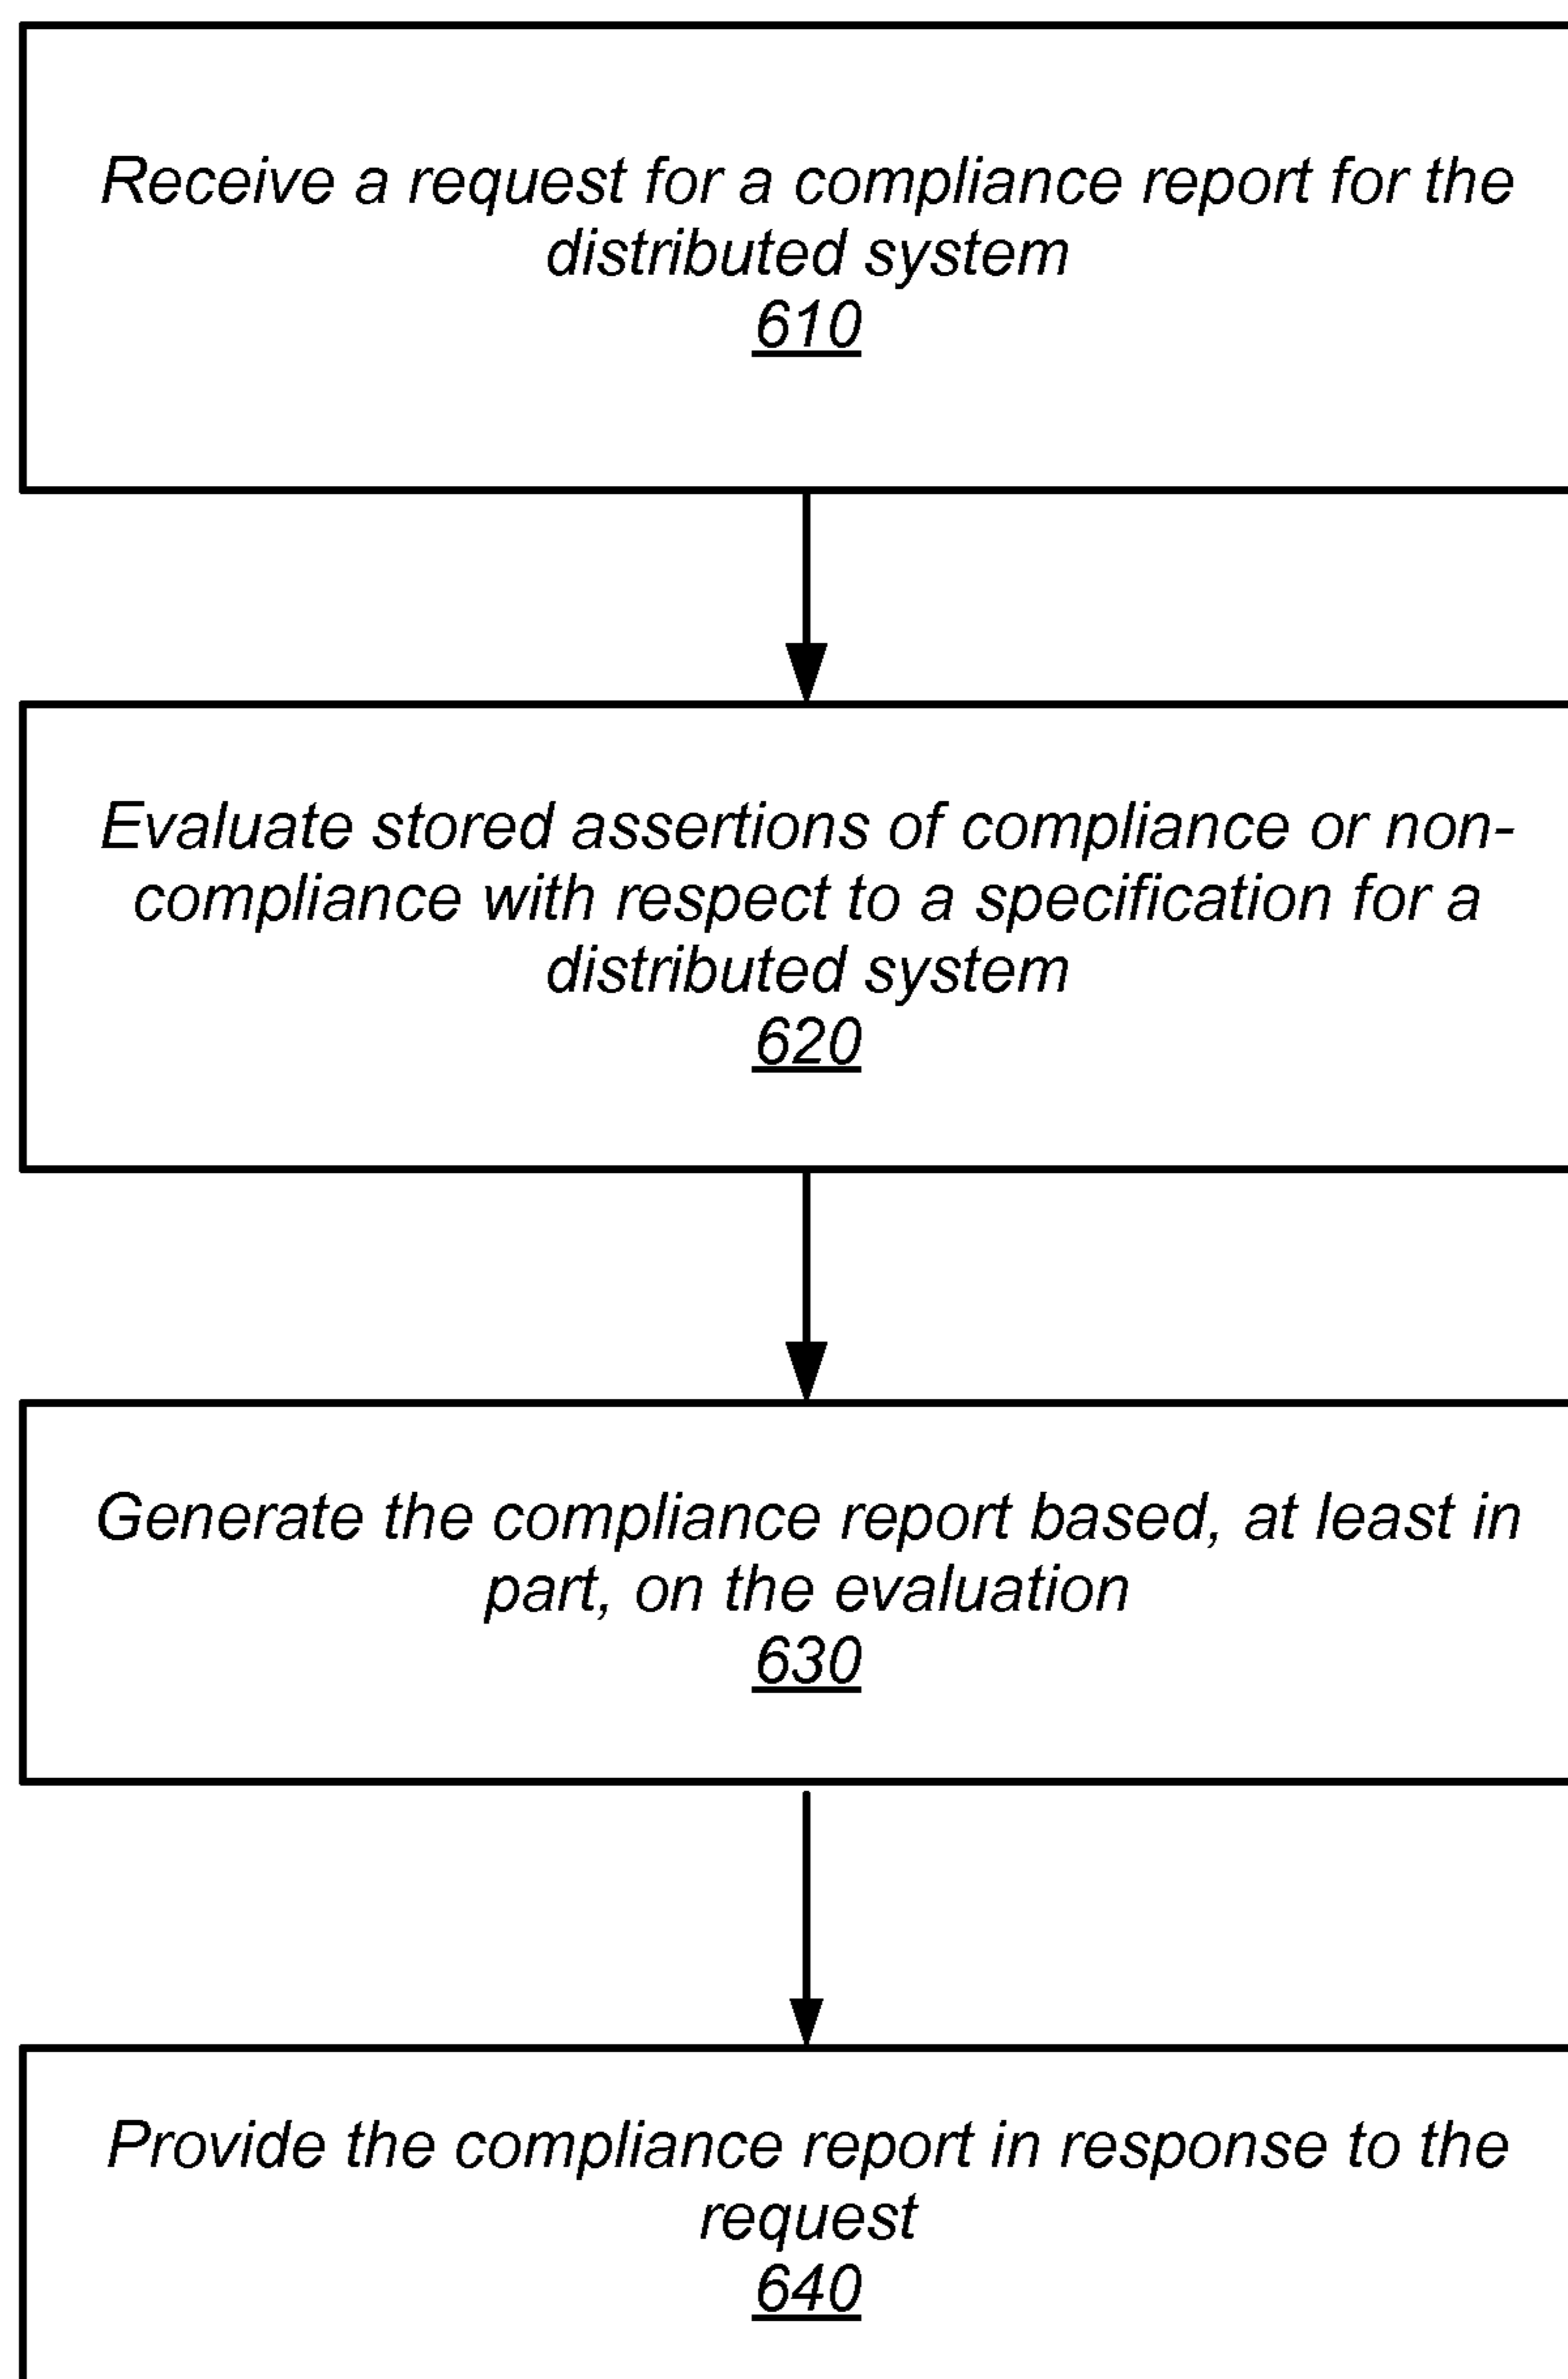 Receive a request for a compliance report for the
distributed system
610
Evaluate stored assertions of compliance or non-
compliance with respect to a specification for a
distributed system
620
Generate the compliance report based, at least in
part, on the evaluation
630
Provide the compliance report in response to the
request
640